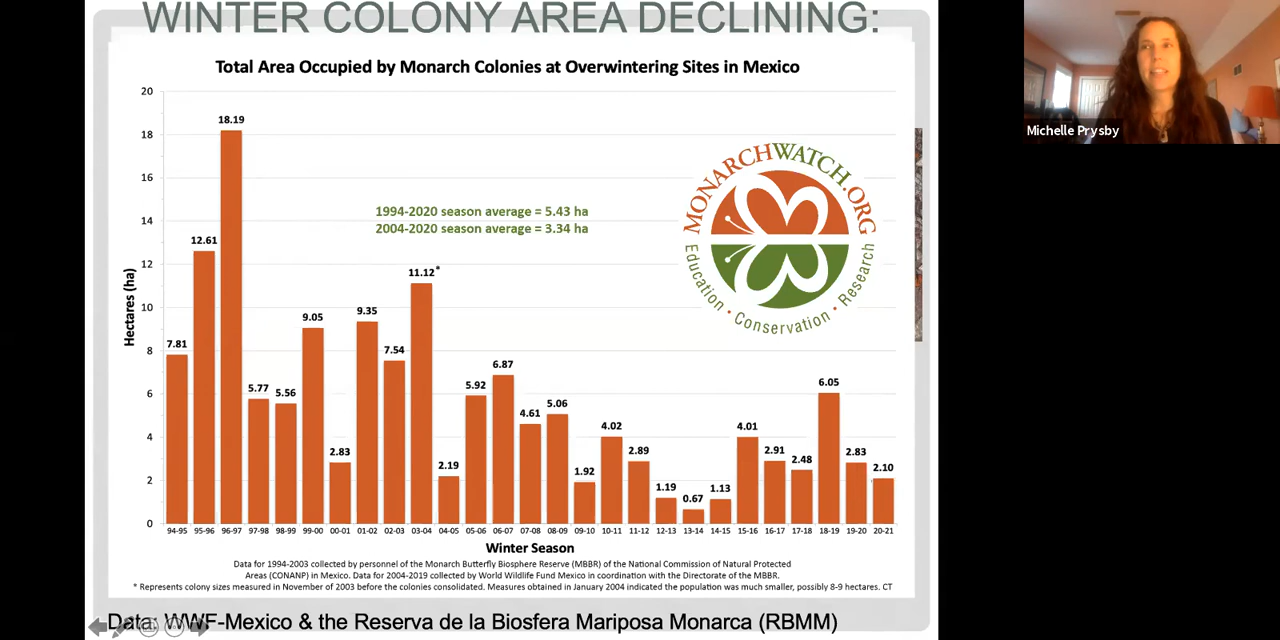 WINTER COLONY AREA DECLINING:
Total Area Occupied by Monarch Colonies at Overwintering Sites in Mexico
20
18
16
14
12
10
8
6
4
2
0
Hectares (ha)
7.81
12.61
18.19
5.77
5.56
9.05
2.83
9.35
7.54
11.12*
2.19
5.92
6.87
4.61
5.06
1.92
4.02
2.89
1.19
0.67
1.13
4.01
2.91
2.48
6.05
2.83
2.10
1994-2020 season average = 5.43 ha
2004-2020 season average = 3.34 ha
MONARCHWATCH.ORG
Education • Conservation • Research
94-95 95-96 96-97 97-98 98-99 99-00 00-01 01-02 02-03 03-04 04-05 05-06 06-07 07-08 08-09 09-10 10-11 11-12 12-13 13-14 14-15 15-16 16-17 17-18 18-19 19-20 20-21
Winter Season
Data for 1994-2003 collected by personnel of the Monarch Butterfly Biosphere Reserve (MBBR) of the National Commission of Natural Protected
Areas (CONANP) in Mexico. Data for 2004-2019 collected by World Wildlife Fund Mexico in coordination with the Directorate of the MBBR.
* Represents colony sizes measured in November of 2003 before the colonies consolidated. Measures obtained in January 2004 indicated the population was much smaller, possibly 8-9 hectares. CT
Data: WWF-Mexico & the Reserva de la Biosfera Mariposa Monarca (RBMM)
Michelle Prysby